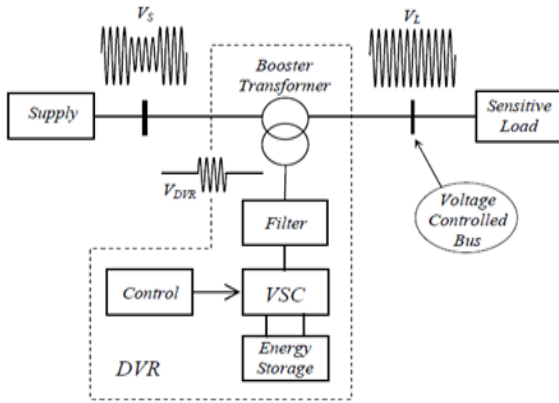 V_S
V_L
Booster
Transformer
Supply
Sensitive
Load
V_DVR
Voltage
Controlled
Bus
Filter
Control
VSC
Energy
Storage
DVR